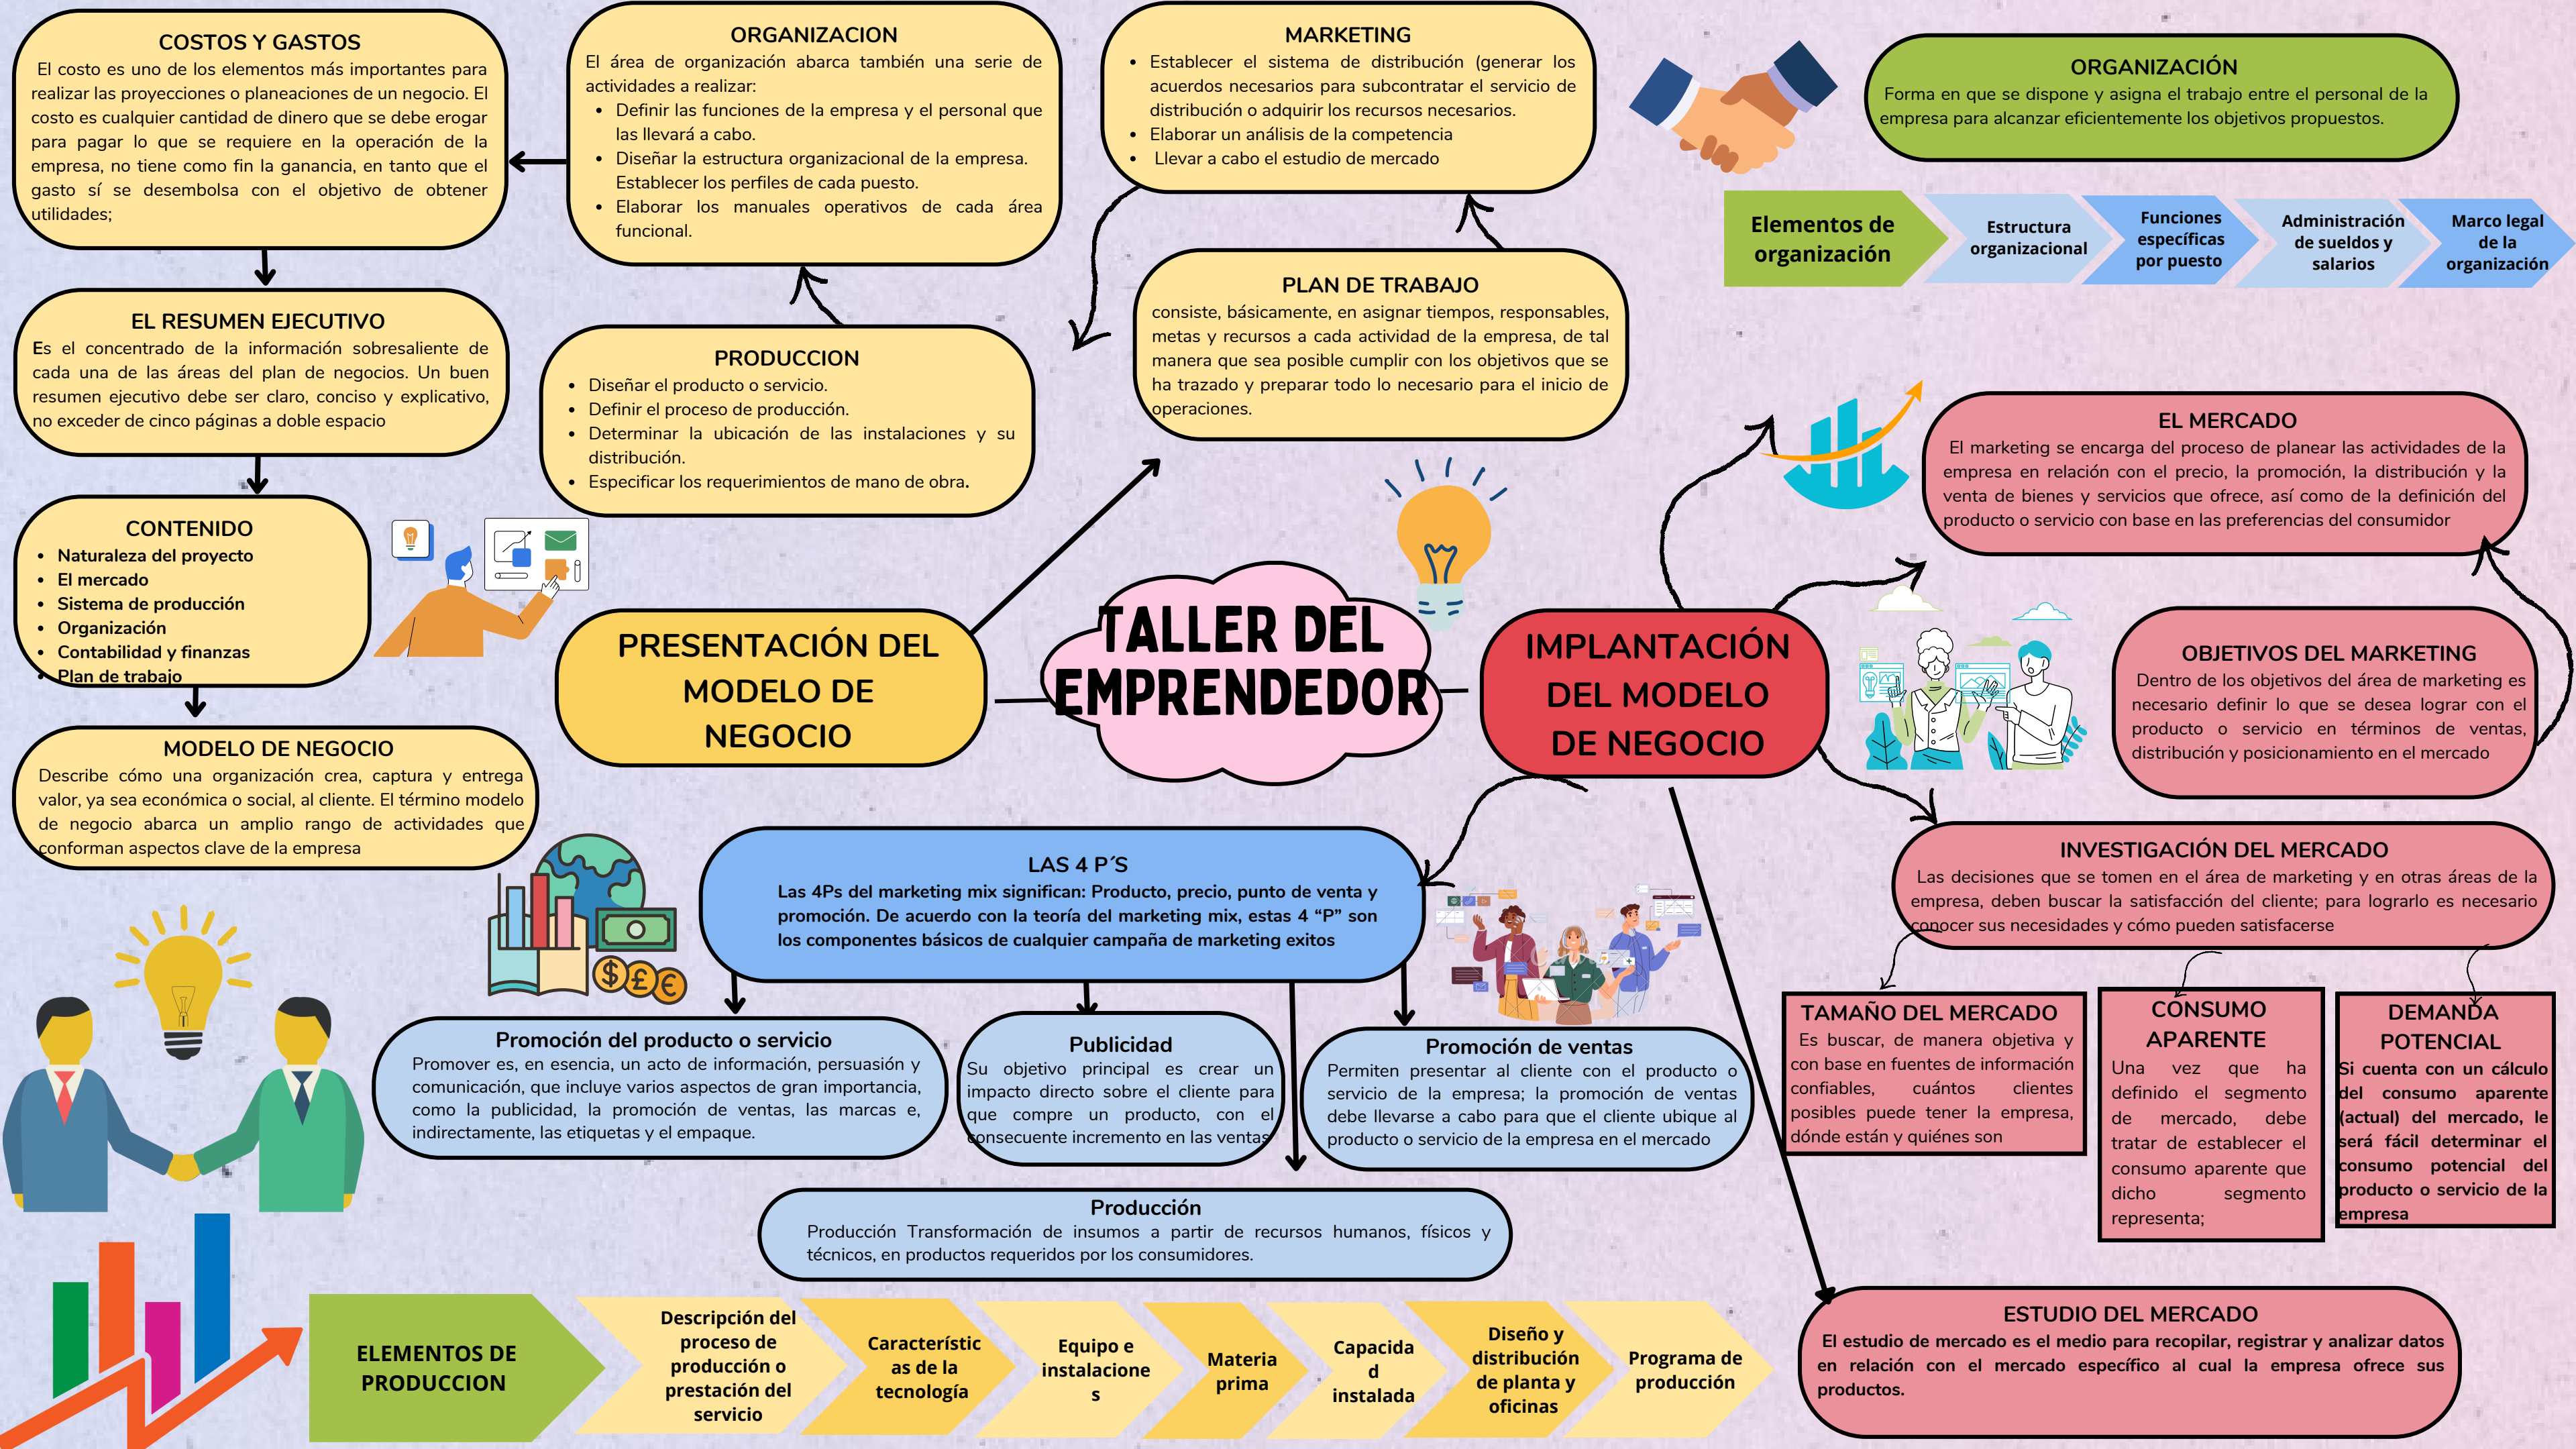 COSTOS Y GASTOS
El costo es uno de los elementos más importantes para
realizar las proyecciones o planeaciones de un negocio. El
costo es cualquier cantidad de dinero que se debe erogar
para pagar lo que se requiere en la operación de la
empresa, no tiene como fin la ganancia, en tanto que el
gasto sí se desembolsa con el objetivo de obtener
utilidades;
ORGANIZACION
El área de organización abarca también una serie de
actividades a realizar:
• Definir las funciones de la empresa y el personal que
las llevará a cabo.
• Diseñar la estructura organizacional de la empresa.
Establecer los perfiles de cada puesto.
• Elaborar los manuales operativos de cada área
funcional.
MARKETING
• Establecer el sistema de distribución (generar los
acuerdos necesarios para subcontratar el servicio de
distribución o adquirir los recursos necesarios.
• Elaborar un análisis de la competencia
• Llevar a cabo el estudio de mercado
ORGANIZACIÓN
Forma en que se dispone y asigna el trabajo entre el personal de la
empresa para alcanzar eficientemente los objetivos propuestos.
Elementos de
organización
Estructura
organizacional
Funciones
específicas
por puesto
Administración
de sueldos y
salarios
Marco legal
de la
organización
EL RESUMEN EJECUTIVO
Es el concentrado de la información sobresaliente de
cada una de las áreas del plan de negocios. Un buen
resumen ejecutivo debe ser claro, conciso y explicativo,
no exceder de cinco páginas a doble espacio
PRODUCCION
• Diseñar el producto o servicio.
• Definir el proceso de producción.
• Determinar la ubicación de las instalaciones y su
distribución.
• Especificar los requerimientos de mano de obra.
PLAN DE TRABAJO
consiste, básicamente, en asignar tiempos, responsables,
metas y recursos a cada actividad de la empresa, de tal
manera que sea posible cumplir con los objetivos que se
ha trazado y preparar todo lo necesario para el inicio de
operaciones.
EL MERCADO
El marketing se encarga del proceso de planear las actividades de la
empresa en relación con el precio, la promoción, la distribución y la
venta de bienes y servicios que ofrece, así como de la definición del
producto o servicio con base en las preferencias del consumidor
CONTENIDO
• Naturaleza del proyecto
• El mercado
• Sistema de producción
• Organización
• Contabilidad y finanzas
• Plan de trabajo
PRESENTACIÓN DEL
MODELO DE
NEGOCIO
TALLER DEL
EMPRENDEDOR
IMPLANTACIÓN
DEL MODELO
DE NEGOCIO
OBJETIVOS DEL MARKETING
Dentro de los objetivos del área de marketing es
necesario definir lo que se desea lograr con el
producto o servicio en términos de ventas,
distribución y posicionamiento en el mercado
MODELO DE NEGOCIO
Describe cómo una organización crea, captura y entrega
valor, ya sea económica o social, al cliente. El término modelo
de negocio abarca un amplio rango de actividades que
conforman aspectos clave de la empresa
LAS 4 P´S
Las 4Ps del marketing mix significan: Producto, precio, punto de venta y
promoción. De acuerdo con la teoría del marketing mix, estas 4 “P” son
los componentes básicos de cualquier campaña de marketing exitos
INVESTIGACIÓN DEL MERCADO
Las decisiones que se tomen en el área de marketing y en otras áreas de la
empresa, deben buscar la satisfacción del cliente; para lograrlo es necesario
conocer sus necesidades y cómo pueden satisfacerse
$ £ €
Promoción del producto o servicio
Promover es, en esencia, un acto de información, persuasión y
comunicación, que incluye varios aspectos de gran importancia,
como la publicidad, la promoción de ventas, las marcas e,
indirectamente, las etiquetas y el empaque.
Publicidad
Su objetivo principal es crear un
impacto directo sobre el cliente para
que compre un producto, con el
consecuente incremento en las ventas
Promoción de ventas
Permiten presentar al cliente con el producto o
servicio de la empresa; la promoción de ventas
debe llevarse a cabo para que el cliente ubique al
producto o servicio de la empresa en el mercado
TAMAÑO DEL MERCADO
Es buscar, de manera objetiva y
con base en fuentes de información
confiables, cuántos clientes
posibles puede tener la empresa,
dónde están y quiénes son
CONSUMO
APARENTE
Una vez que ha
definido el segmento
de mercado, debe
tratar de establecer el
consumo aparente que
dicho segmento
representa;
DEMANDA
POTENCIAL
Si cuenta con un cálculo
del consumo aparente
(actual) del mercado, le
será fácil determinar el
consumo potencial del
producto o servicio de la
empresa
Producción
Producción Transformación de insumos a partir de recursos humanos, físicos y
técnicos, en productos requeridos por los consumidores.
ELEMENTOS DE
PRODUCCION
Descripción del
proceso de
producción o
prestación del
servicio
Característic
as de la
tecnología
Equipo e
instalacione
s
Materia
prima
Capacida
d
instalada
Diseño y
distribución
de planta y
oficinas
Programa de
producción
ESTUDIO DEL MERCADO
El estudio de mercado es el medio para recopilar, registrar y analizar datos
en relación con el mercado específico al cual la empresa ofrece sus
productos.